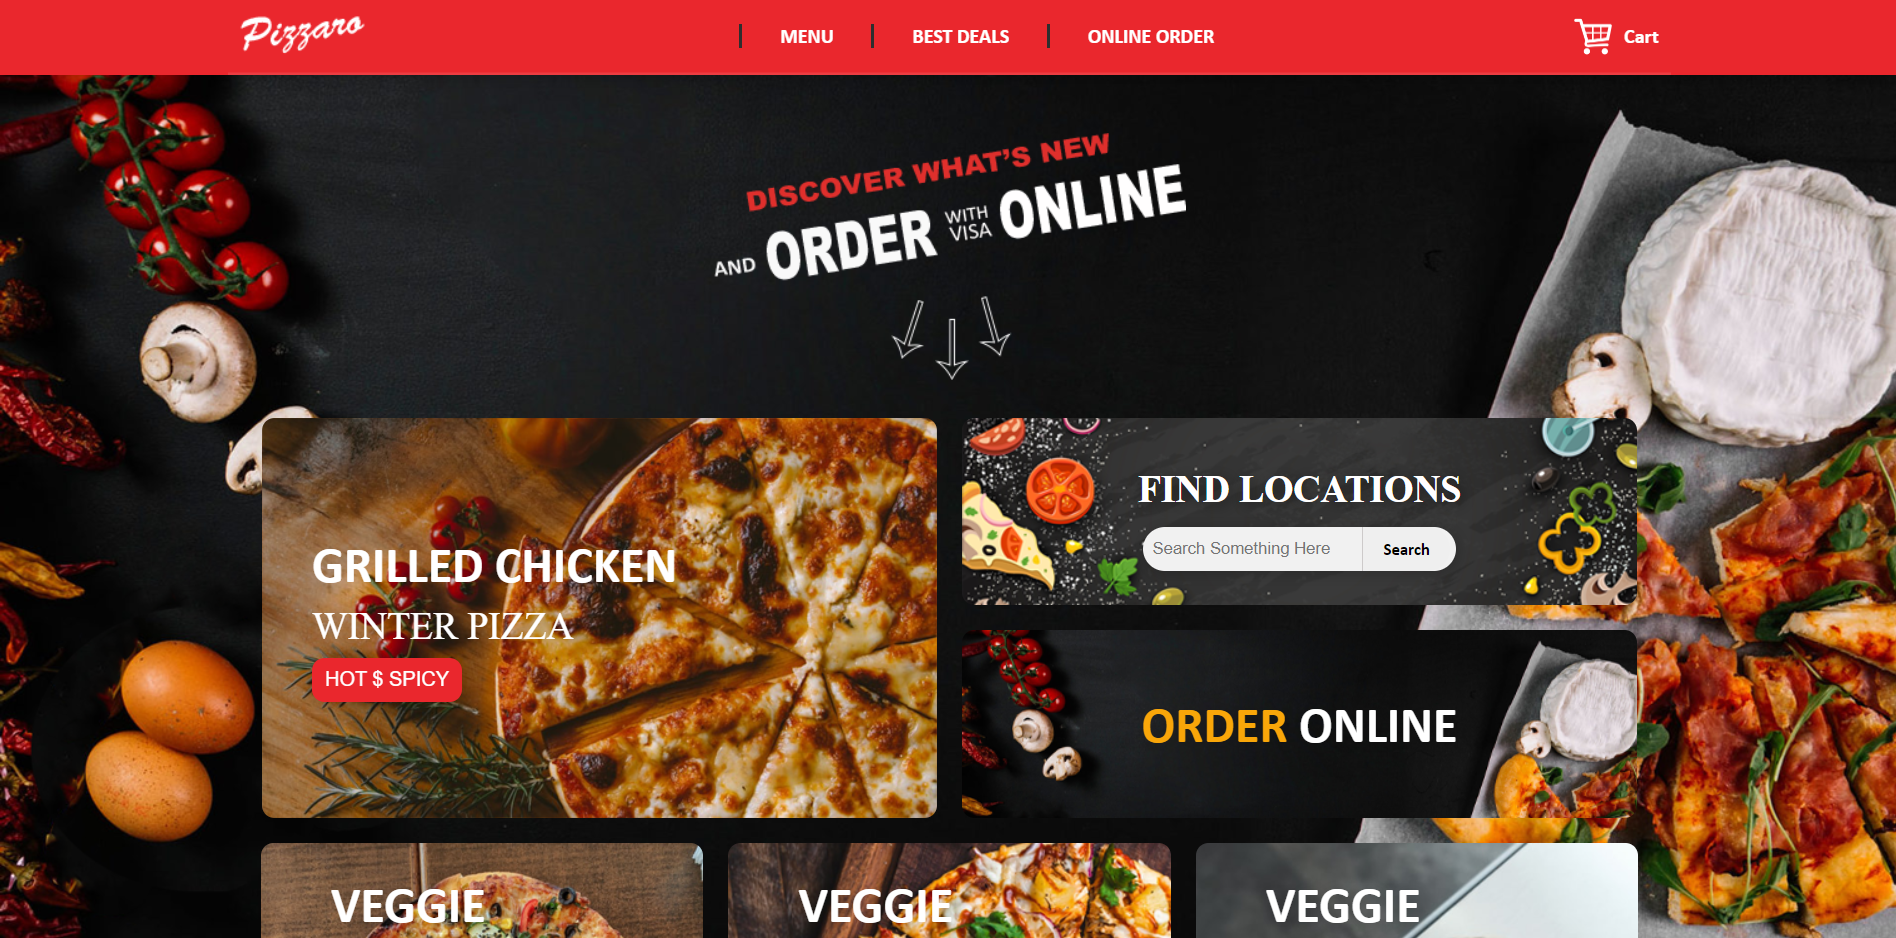 Pizzaro
MENU
BEST DEALS
ONLINE ORDER
Cart
DISCOVER WHAT'S NEW
AND ORDER WITH VISA ONLINE
GRILLED CHICKEN
WINTER PIZZA
HOT $ SPICY
FIND LOCATIONS
Search Something Here
Search
ORDER ONLINE
VEGGIE
VEGGIE
VEGGIE